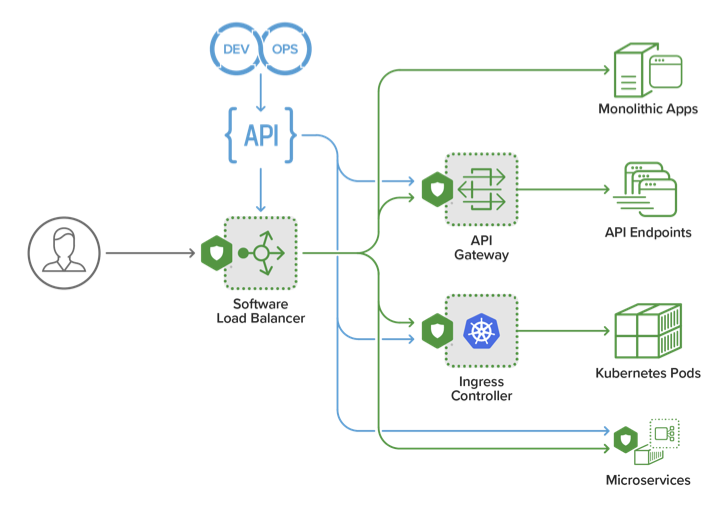 DEV OPS
{API}
Monolithic Apps
API
Gateway
API Endpoints
Software
Load Balancer
Ingress
Controller
Kubernetes Pods
Microservices